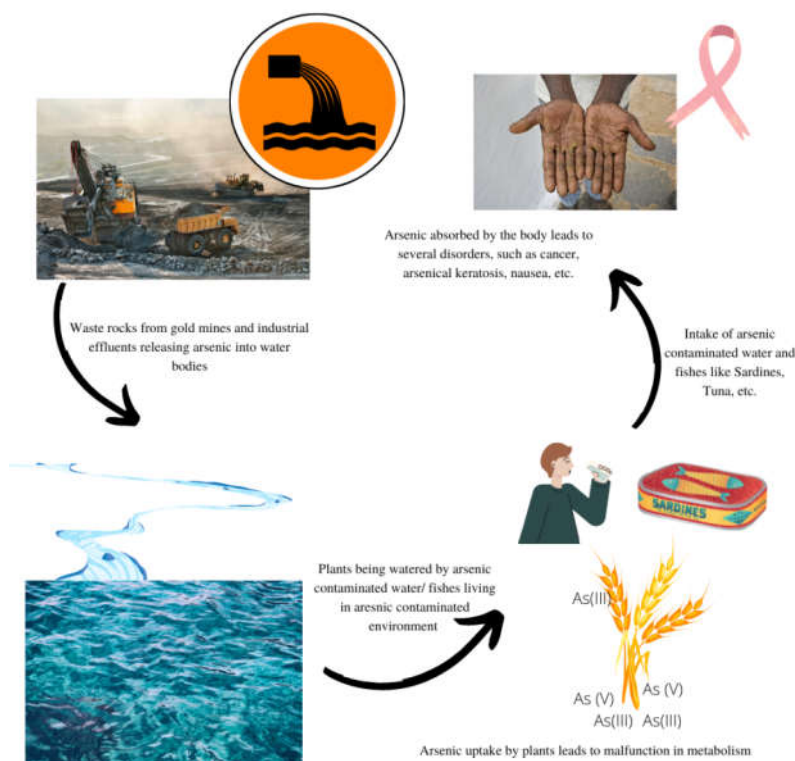 Arsenic absorbed by the body leads to
several disorders, such as cancer,
arsenical keratosis, nausea, etc.
Waste rocks from gold mines and industrial
effluents releasing arsenic into water
bodies
Intake of arsenic
contaminated water and
fishes like Sardines,
Tuna, etc.
SARDINES
Plants being watered by arsenic
contaminated water/ fishes living
in aresnic contaminated
environment
As(III)
As (V)
As (V)
As(III)
As(III)
Arsenic uptake by plants leads to malfunction in metabolism